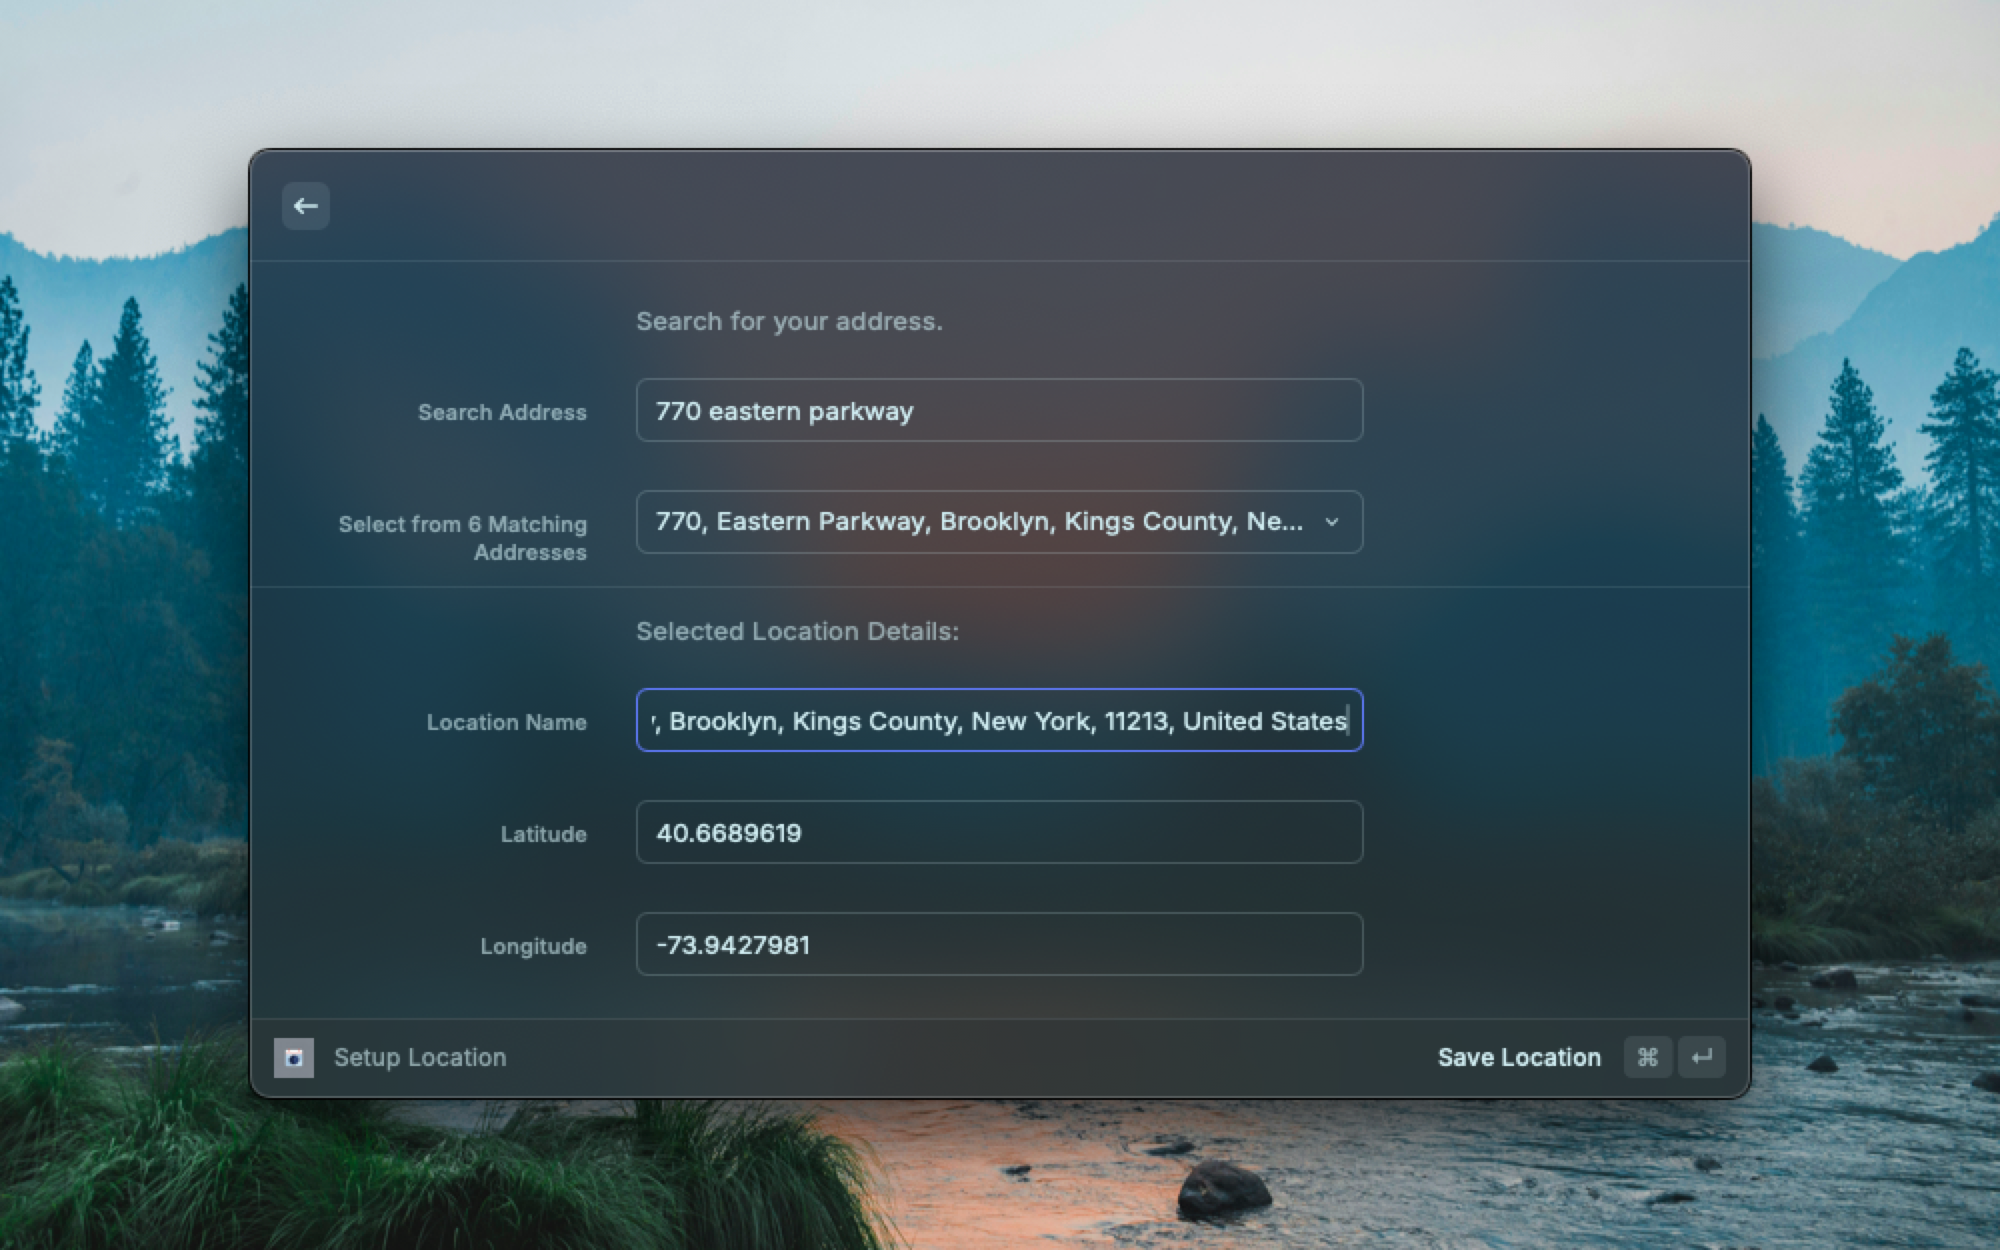 Search for your address.
Search Address
770 eastern parkway
Select from 6 Matching
Addresses
770, Eastern Parkway, Brooklyn, Kings County, Ne...
Selected Location Details:
Location Name
, Brooklyn, Kings County, New York, 11213, United States
Latitude
40.6689619
Longitude
-73.9427981
Setup Location
Save Location ⌘ ↵